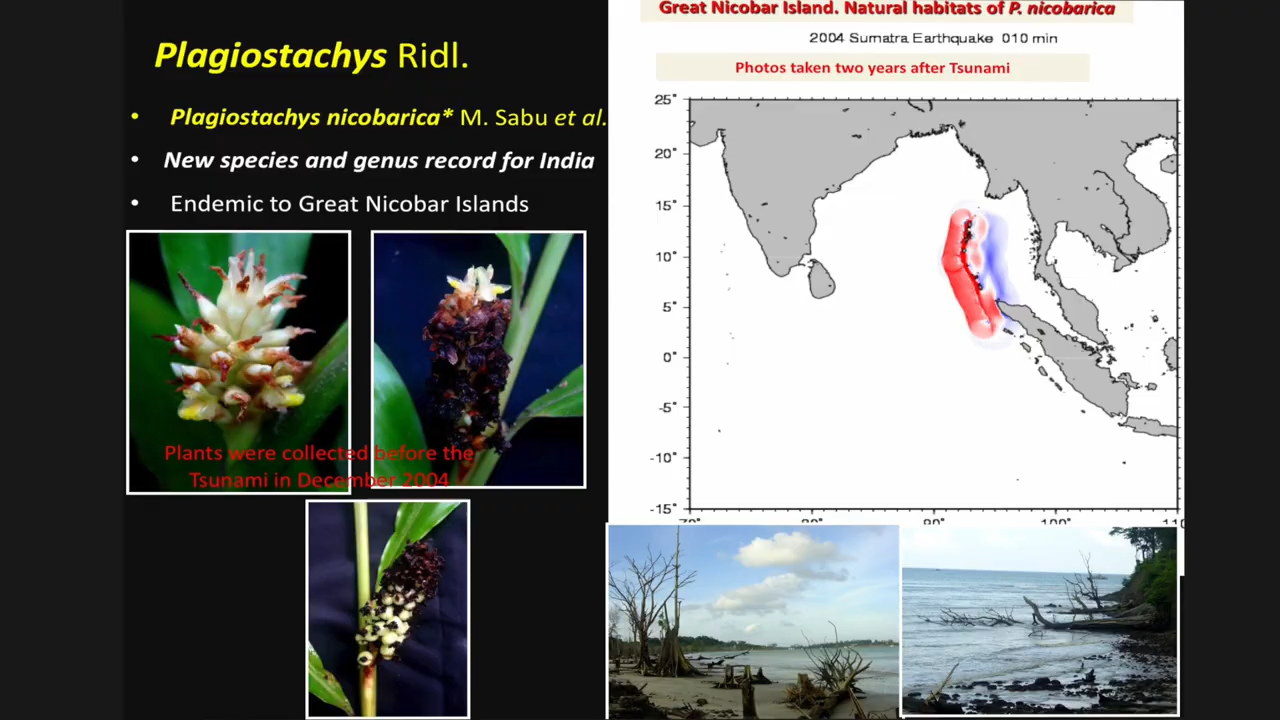 Plagiostachys Ridl.
• Plagiostachys nicobarica* M. Sabu et al.
• New species and genus record for India
• Endemic to Great Nicobar Islands
Plants were collected before the
Tsunami in December 2004
Great Nicobar Island. Natural habitats of P. nicobarica
2004 Sumatra Earthquake 010 min
Photos taken two years after Tsunami
25°
20°
15°
10°
5°
0°
-5°
-10°
-15°